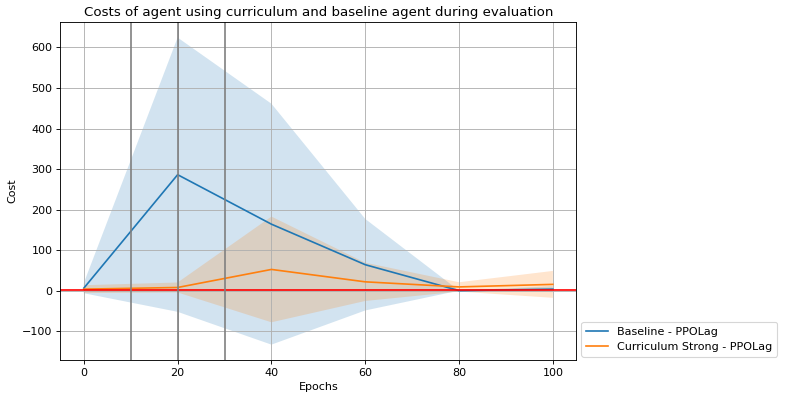 Costs of agent using curriculum and baseline agent during evaluation
600
500
400
300
200
100
0
−100
Cost
0 20 40 60 80 100
Epochs
Baseline - PPOLag
Curriculum Strong - PPOLag